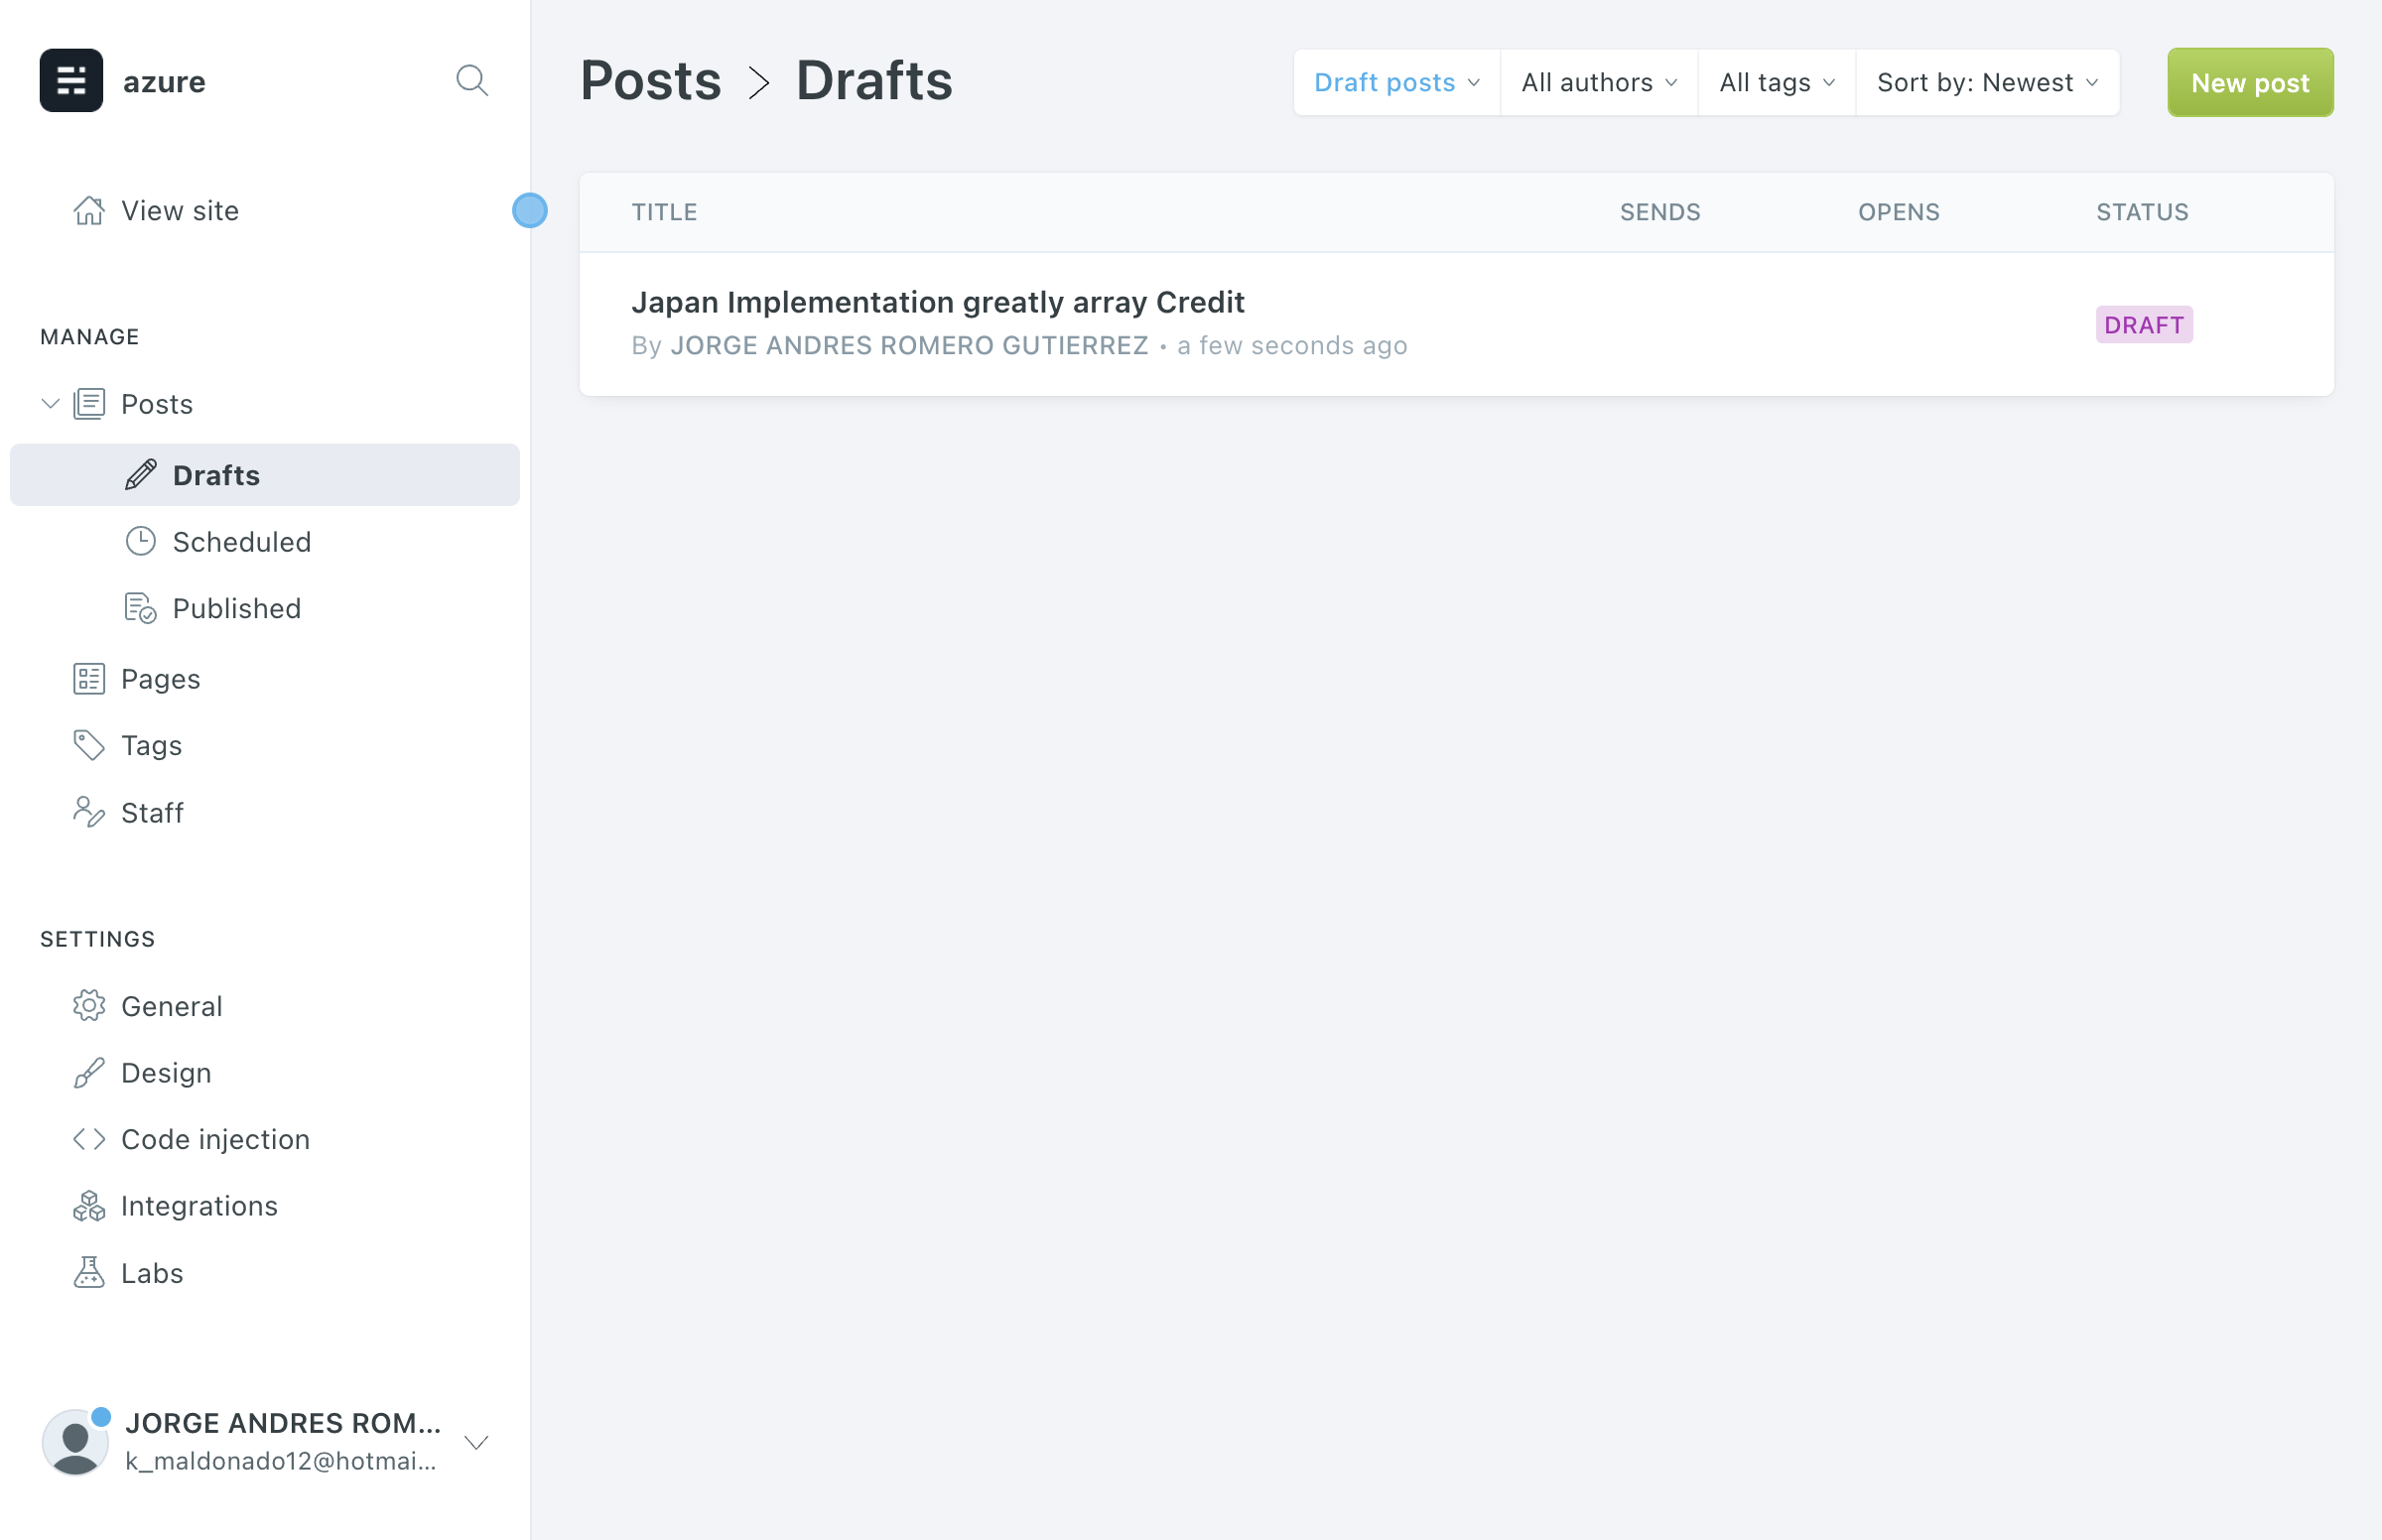 azure
View site
MANAGE
Posts
Drafts
Scheduled
Published
Pages
Tags
Staff
SETTINGS
General
Design
Code injection
Integrations
Labs
JORGE ANDRES ROM...
k_maldonado12@hotmai...
Posts > Drafts
Draft posts
All authors
All tags
Sort by: Newest
New post
TITLE SENDS OPENS STATUS
Japan Implementation greatly array Credit
By JORGE ANDRES ROMERO GUTIERREZ • a few seconds ago
DRAFT